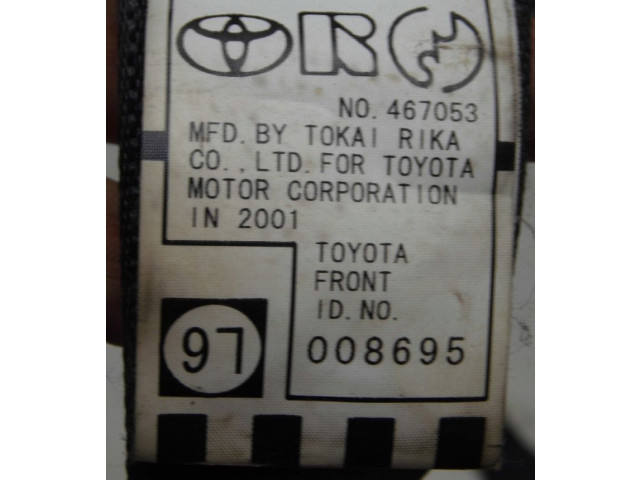 NO. 467053
MFD. BY TOKAI RIKA
CO., LTD. FOR TOYOTA
MOTOR CORPORATION
IN 2001
TOYOTA
FRONT
ID. NO.
97
008695